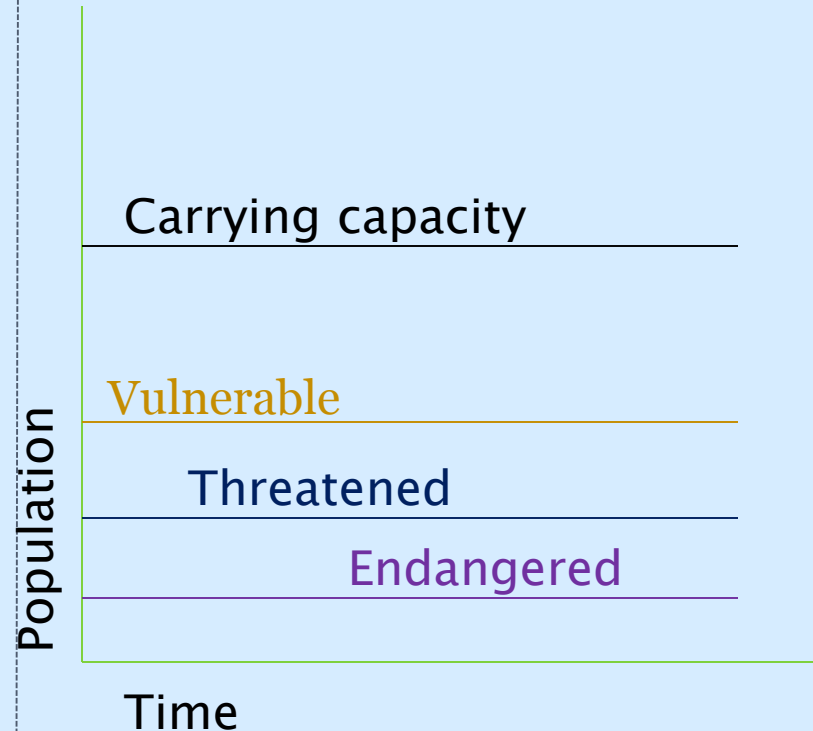 Carrying capacity
Vulnerable
Threatened
Endangered
Population
Time